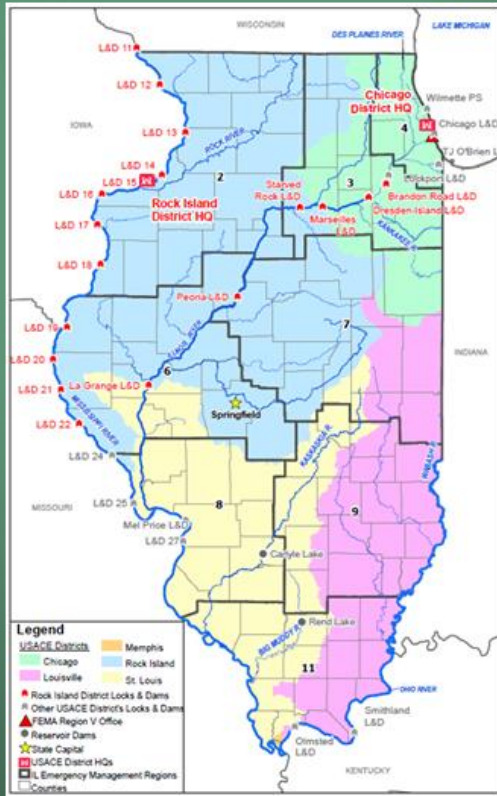 WISCONSIN
DES PLAINES RIVER
LAKE MICHIGAN
L&D 11
L&D 12
IOWA
L&D 13
ROCK RIVER
Chicago
District HQ
4
Wilmette PS
Chicago L&D
TJ O'Brien L
Lockport L&D
L&D 14
L&D 15
2
3
L&D 16
Rock Island
District HQ
Starved
Rock L&D
Brandon Road L&D
Dresden Island L&D
Marseilles
L&D
KANKAKEE R.
L&D 17
L&D 18
Peoria L&D
7
L&D 19
INDIANA
L&D 20
6
L&D 21
La Grange L&D
Springfield
MISSISSIPPI RIVER
L&D 22
KASKASKIA R.
L&D 24
WABASH R.
MISSOURI
L&D 25
8
9
Mel Price L&D
L&D 27
Carlyle Lake
Rend Lake
BIG MUDDY R.
11
OHIO RIVER
Smithland
L&D
Olmsted
L&D
KENTUCKY
Legend
USACE Districts
Memphis
Chicago
Rock Island
Louisville
St. Louis
Rock Island District Locks & Dams
Other USACE District's Locks & Dams
FEMA Region V Office
Reservoir Dams
State Capital
USACE District HQs
IL Emergency Management Regions
Counties